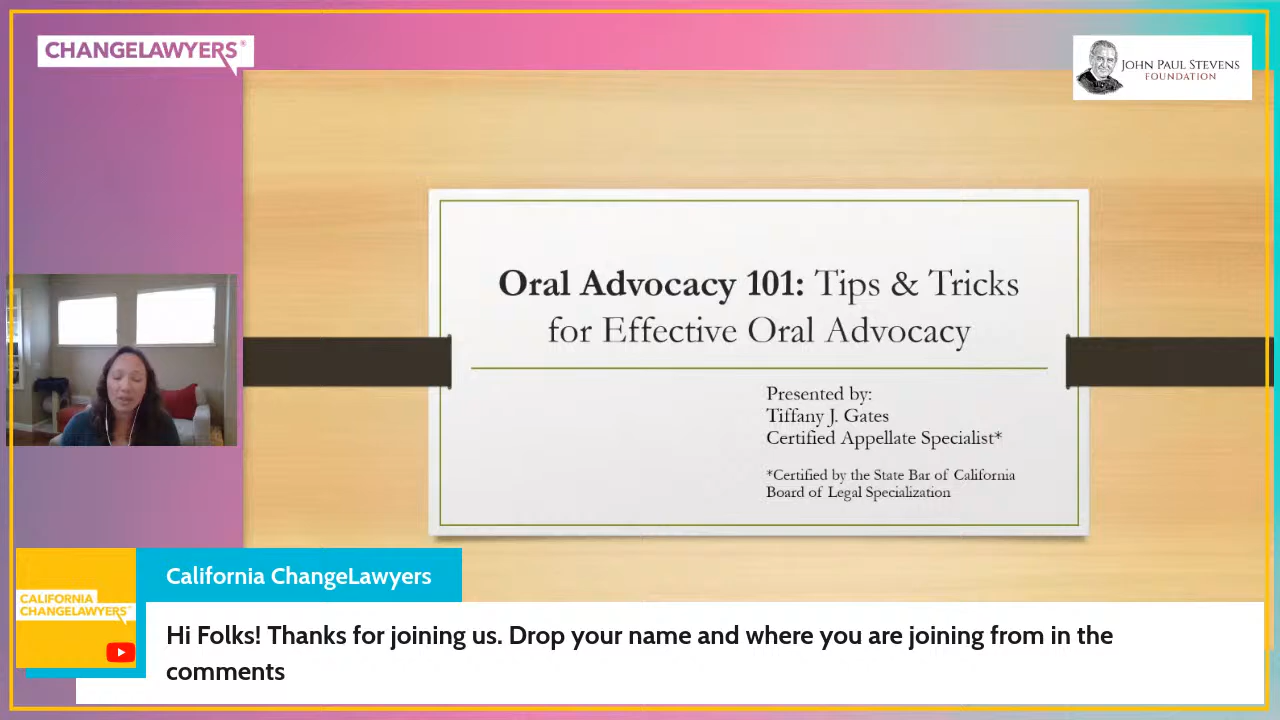 CHANGELAWYERS®
JOHN PAUL STEVENS
FOUNDATION
Oral Advocacy 101: Tips & Tricks
for Effective Oral Advocacy
Presented by:
Tiffany J. Gates
Certified Appellate Specialist*
*Certified by the State Bar of California
Board of Legal Specialization
California ChangeLawyers
CALIFORNIA
CHANGELAWYERS
Hi Folks! Thanks for joining us. Drop your name and where you are joining from in the
comments